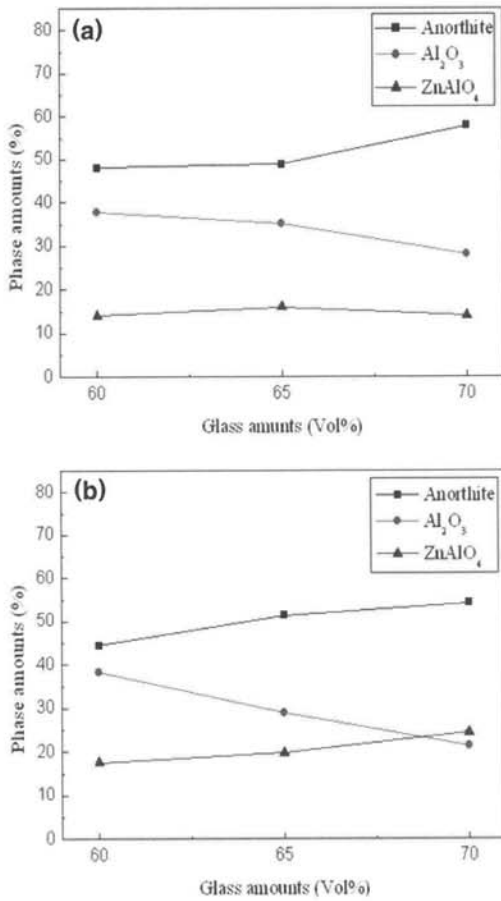 (a)
Anorthite
Al₂O₃
ZnAlO₄
Phase amounts (%)
80
70
60
50
40
30
20
10
0
60
65
70
Glass amunts (Vol%)
(b)
Anorthite
Al₂O₃
ZnAlO₄
Phase amounts (%)
80
70
60
50
40
30
20
10
0
60
65
70
Glass amounts (Vol%)